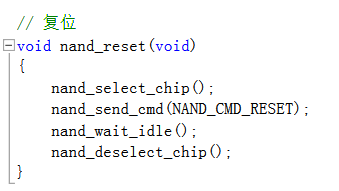 // 复位
void nand_reset(void)
{
    nand_select_chip();
    nand_send_cmd(NAND_CMD_RESET);
    nand_wait_idle();
    nand_deselect_chip();
}